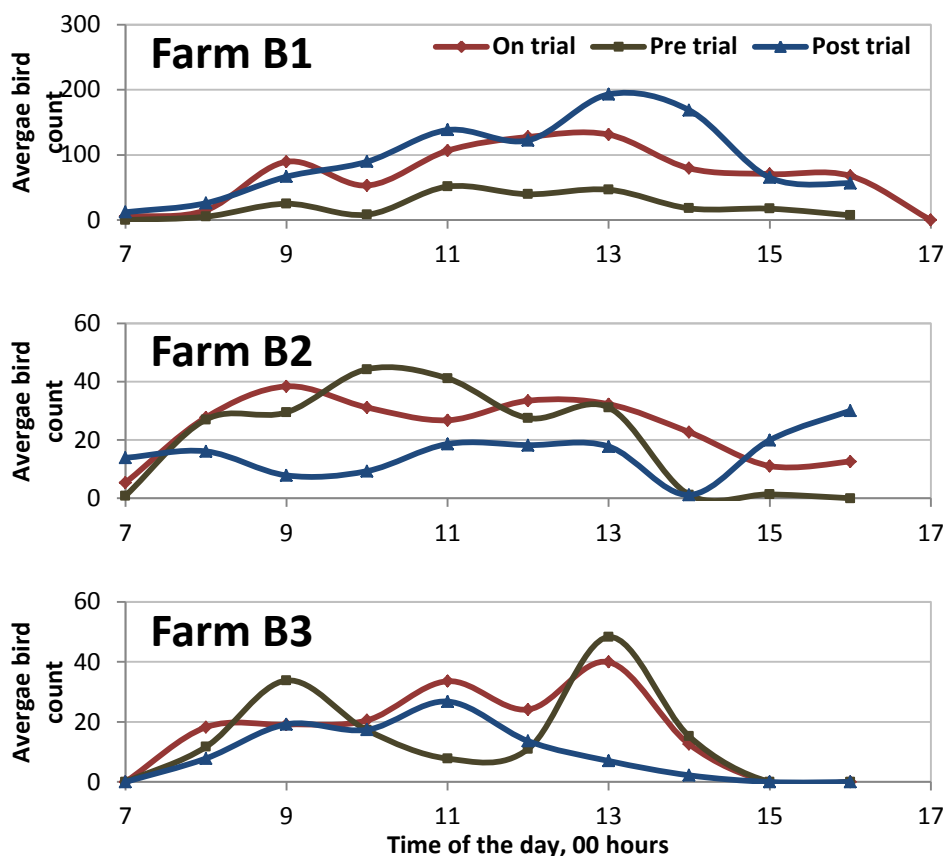 300
Farm B1
On trial
Pre trial
Post trial
200
100
0
Avergae bird
count
7
9
11
13
15
17
60
Farm B2
40
20
0
Avergae bird
count
7
9
11
13
15
17
60
Farm B3
40
20
0
Avergae bird
count
7
9
11
13
15
17
Time of the day, 00 hours